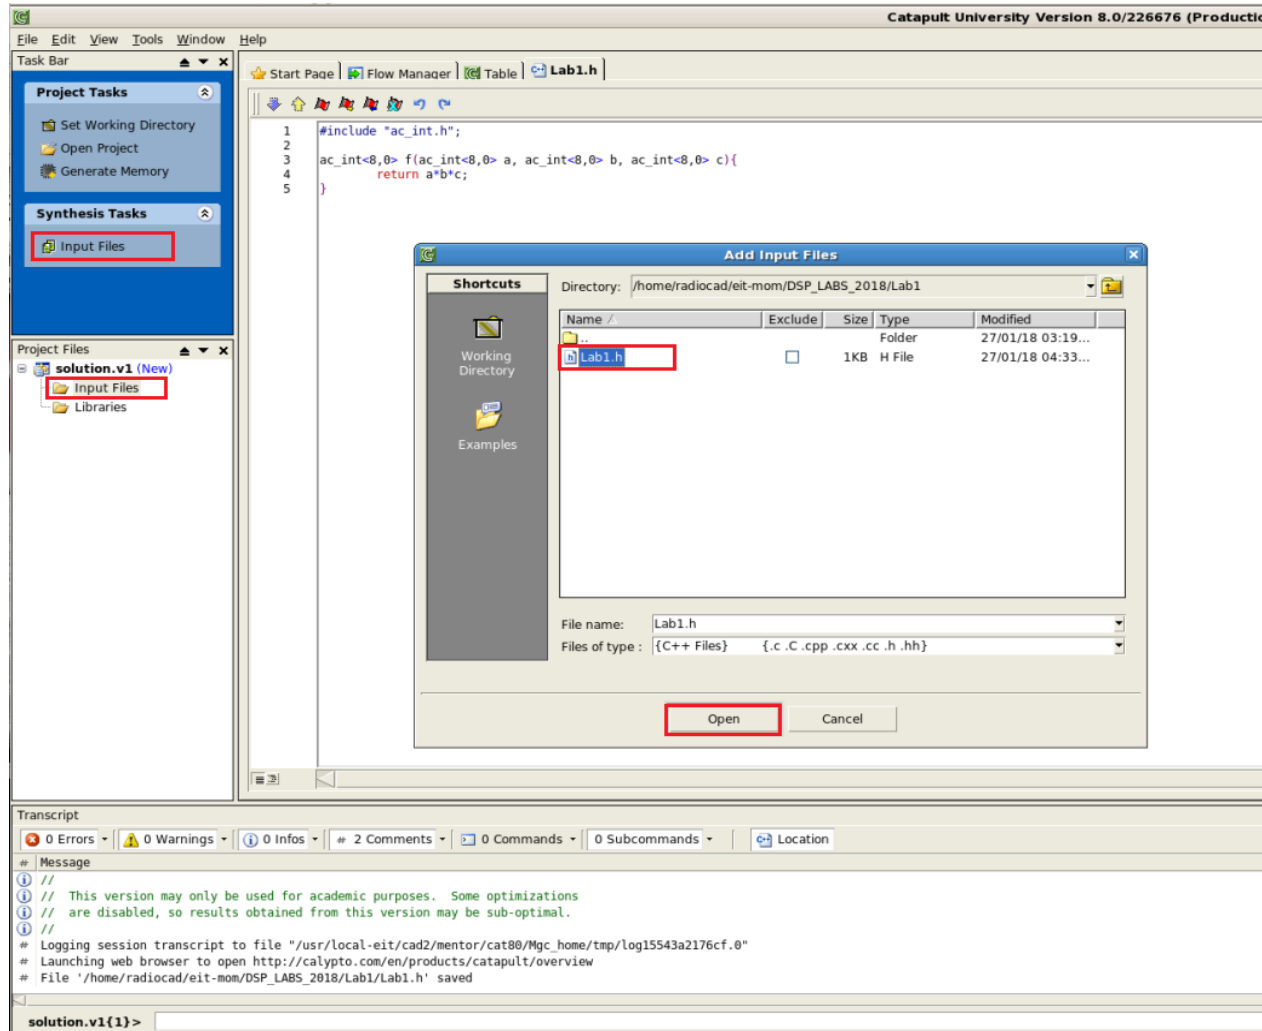 Catapult University Version 8.0/226676 (Productio
File Edit View Tools Window Help
Task Bar
Project Tasks
Set Working Directory
Open Project
Generate Memory
Synthesis Tasks
Input Files
Project Files
solution.v1 (New)
Input Files
Libraries
Start Page Flow Manager Table Lab1.h
1 #include "ac_int.h";
2
3 ac_int<8,0> f(ac_int<8,0> a, ac_int<8,0> b, ac_int<8,0> c){
4 return a*b*c;
5 }
Add Input Files
Shortcuts
Working
Directory
Examples
Directory: /home/radiocad/eit-mom/DSP_LABS_2018/Lab1
Name Exclude Size Type Modified
.. Folder 27/01/18 03:19...
Lab1.h 1KB H File 27/01/18 04:33...
File name: Lab1.h
Files of type : {C++ Files} {.c .C .cpp .cxx .cc .h .hh}
Open Cancel
Transcript
0 Errors 0 Warnings 0 Infos # 2 Comments 0 Commands 0 Subcommands Location
# Message
//
// This version may only be used for academic purposes. Some optimizations
// are disabled, so results obtained from this version may be sub-optimal.
//
# Logging session transcript to file "/usr/local-eit/cad2/mentor/cat80/Mgc_home/tmp/log15543a2176cf.0"
# Launching web browser to open http://calypto.com/en/products/catapult/overview
# File '/home/radiocad/eit-mom/DSP_LABS_2018/Lab1/Lab1.h' saved
solution.v1{1}>